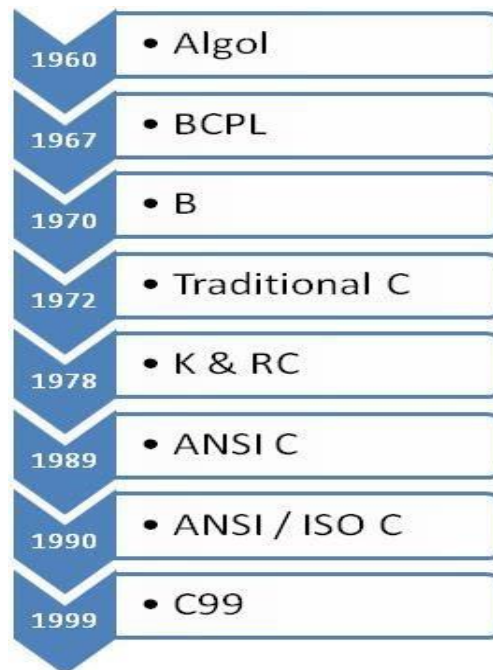 1960
• Algol
1967
• BCPL
1970
• B
1972
• Traditional C
1978
• K & RC
1989
• ANSI C
1990
• ANSI / ISO C
1999
• C99